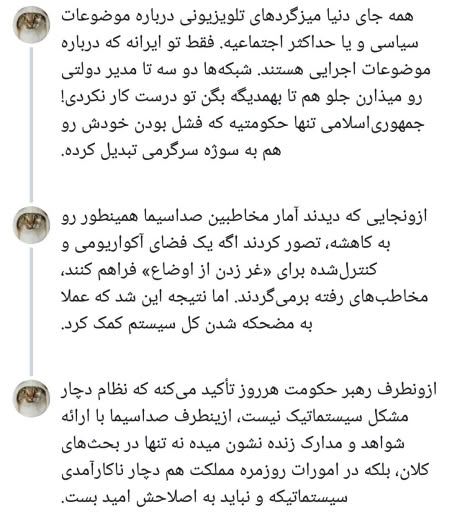 همه جای دنیا میزگردهای تلویزیونی درباره موضوعات
سیاسی و یا حداکثر اجتماعیه. فقط تو ایرانه که درباره
موضوعات اجرایی هستند. شبکه‌ها دو سه تا مدیر دولتی
رو میذارن جلو هم تا بهمدیگه بگن تو درست کار نکردی!
جمهوری‌اسلامی تنها حکومتیه که فشل بودن خودش رو
هم به سوژه سرگرمی تبدیل کرده.
ازونجایی که دیدند آمار مخاطبین صداسیما همینطور رو
به کاهشه، تصور کردند اگه یک فضای آکواریومی و
کنترل‌شده برای «غر زدن از اوضاع» فراهم کنند،
مخاطب‌های رفته برمی‌گردند. اما نتیجه این شد که عملا
به مضحکه شدن کل سیستم کمک کرد.
ازونطرف رهبر حکومت هرروز تأکید می‌کنه که نظام دچار
مشکل سیستماتیک نیست، ازینطرف صداسیما با ارائه
شواهد و مدارک زنده نشون میده نه تنها در بحث‌های
کلان، بلکه در امورات روزمره مملکت هم دچار ناکارآمدی
سیستماتیکه و نباید به اصلاحش امید بست.